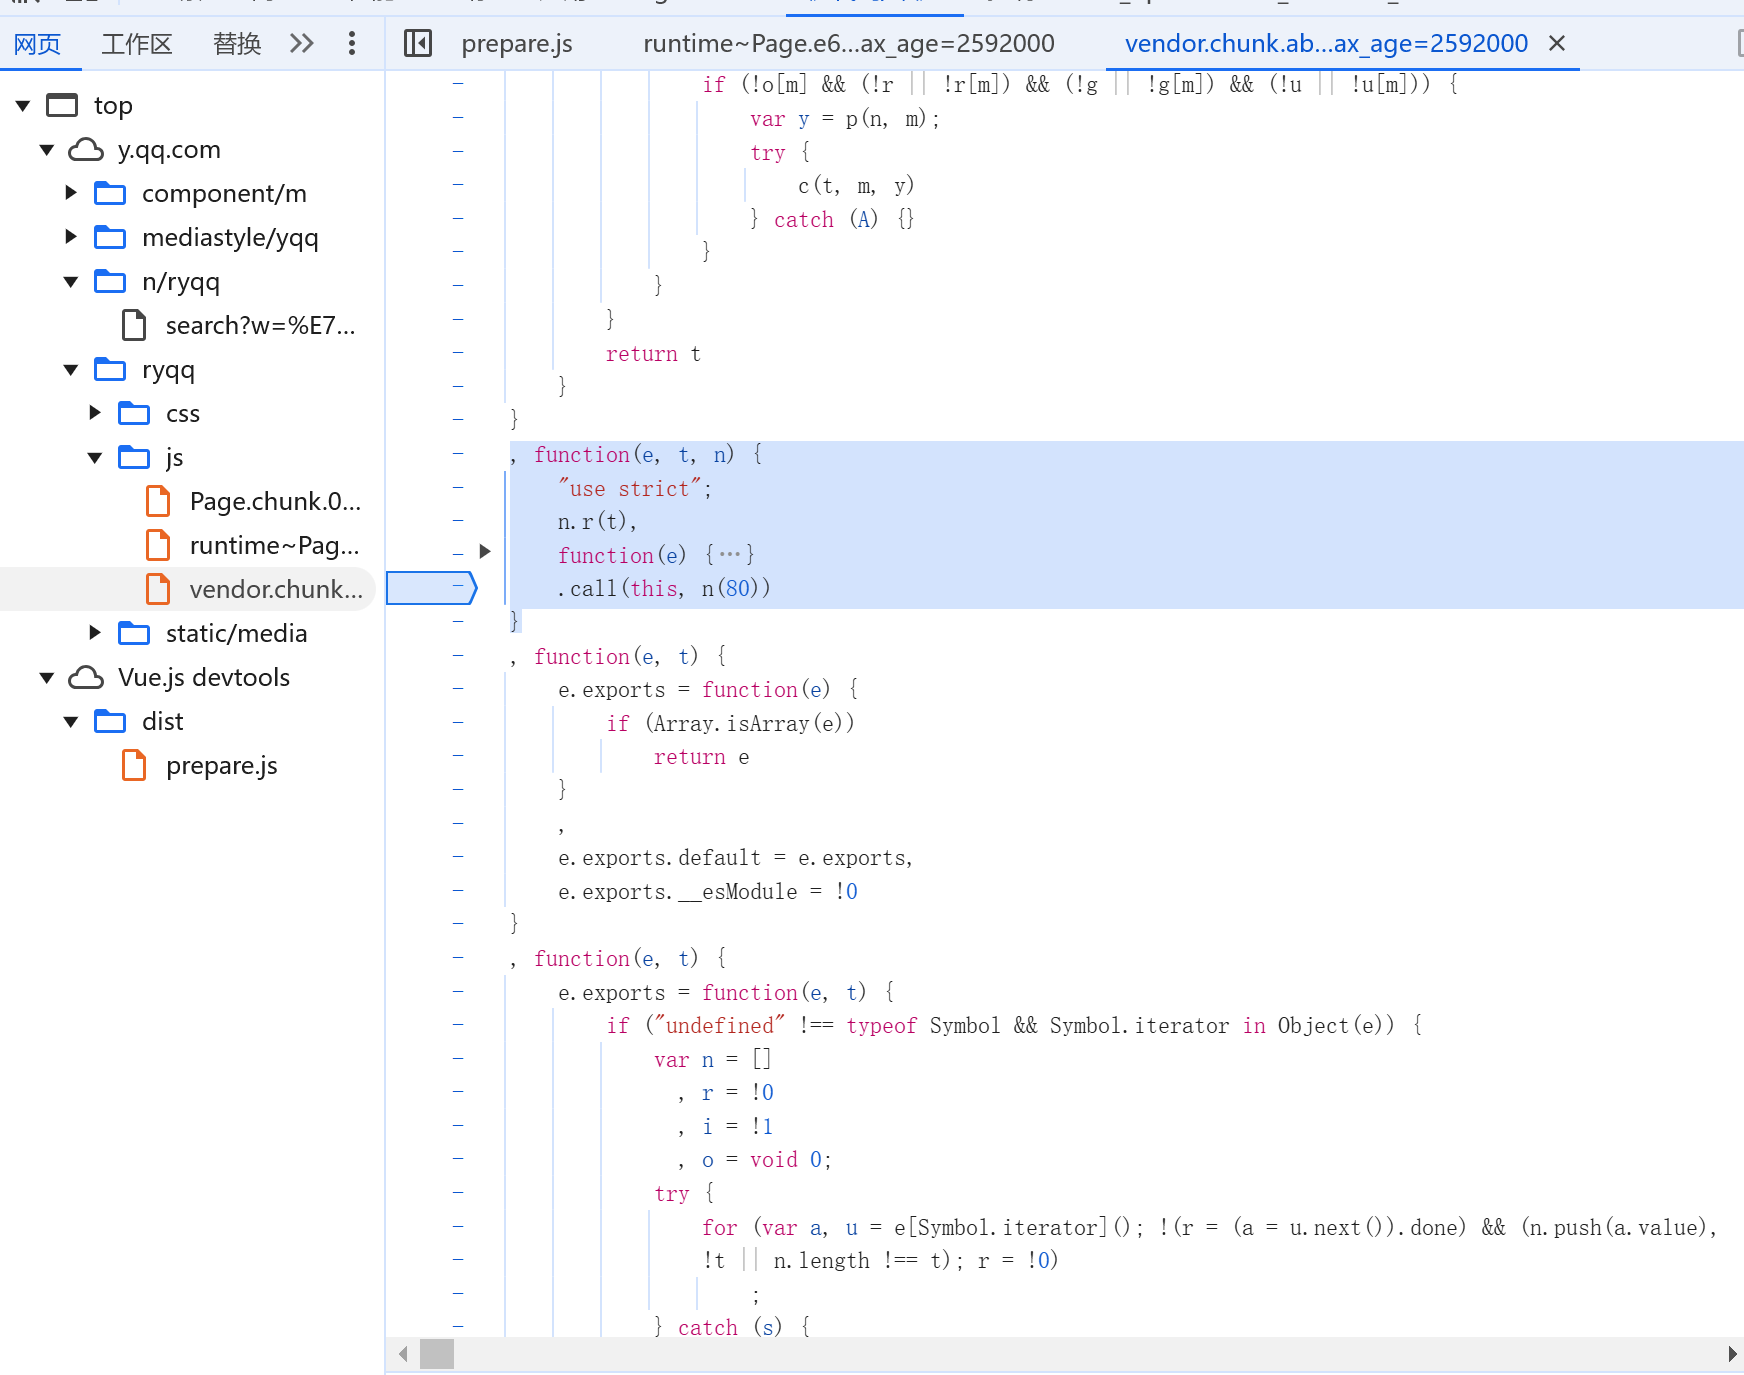 网页 工作区 替换
prepare.js runtime~Page.e6...ax_age=2592000 vendor.chunk.ab...ax_age=2592000
top
y.qq.com
component/m
mediastyle/yqq
n/ryqq
search?w=%E7...
ryqq
css
js
Page.chunk.0...
runtime~Pag...
vendor.chunk...
static/media
Vue.js devtools
dist
prepare.js
if (!o[m] && (!r || !r[m]) && (!g || !g[m]) && (!u || !u[m])) {
var y = p(n, m);
try {
c(t, m, y)
} catch (A) {}
}
}
}
return t
}
}
, function(e, t, n) {
"use strict";
n.r(t),
function(e) {…}
.call(this, n(80))
}
, function(e, t) {
e.exports = function(e) {
if (Array.isArray(e))
return e
}
,
e.exports.default = e.exports,
e.exports.__esModule = !0
}
, function(e, t) {
e.exports = function(e, t) {
if ("undefined" !== typeof Symbol && Symbol.iterator in Object(e)) {
var n = []
, r = !0
, i = !1
, o = void 0;
try {
for (var a, u = e[Symbol.iterator](); !(r = (a = u.next()).done) && (n.push(a.value),
!t || n.length !== t); r = !0)
;
} catch (s) {